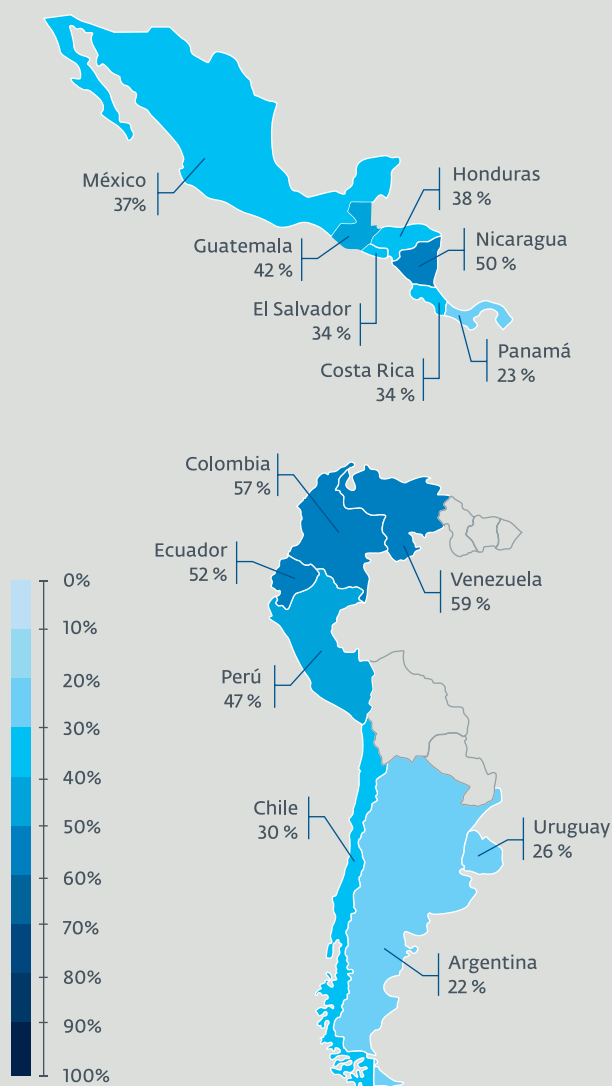 México
37%
Honduras
38 %
Guatemala
42 %
Nicaragua
50 %
El Salvador
34 %
Panamá
23 %
Costa Rica
34 %
Colombia
57 %
Ecuador
52 %
Venezuela
59 %
0%
10%
20%
30%
40%
50%
60%
70%
80%
90%
100%
Perú
47 %
Chile
30 %
Uruguay
26 %
Argentina
22 %